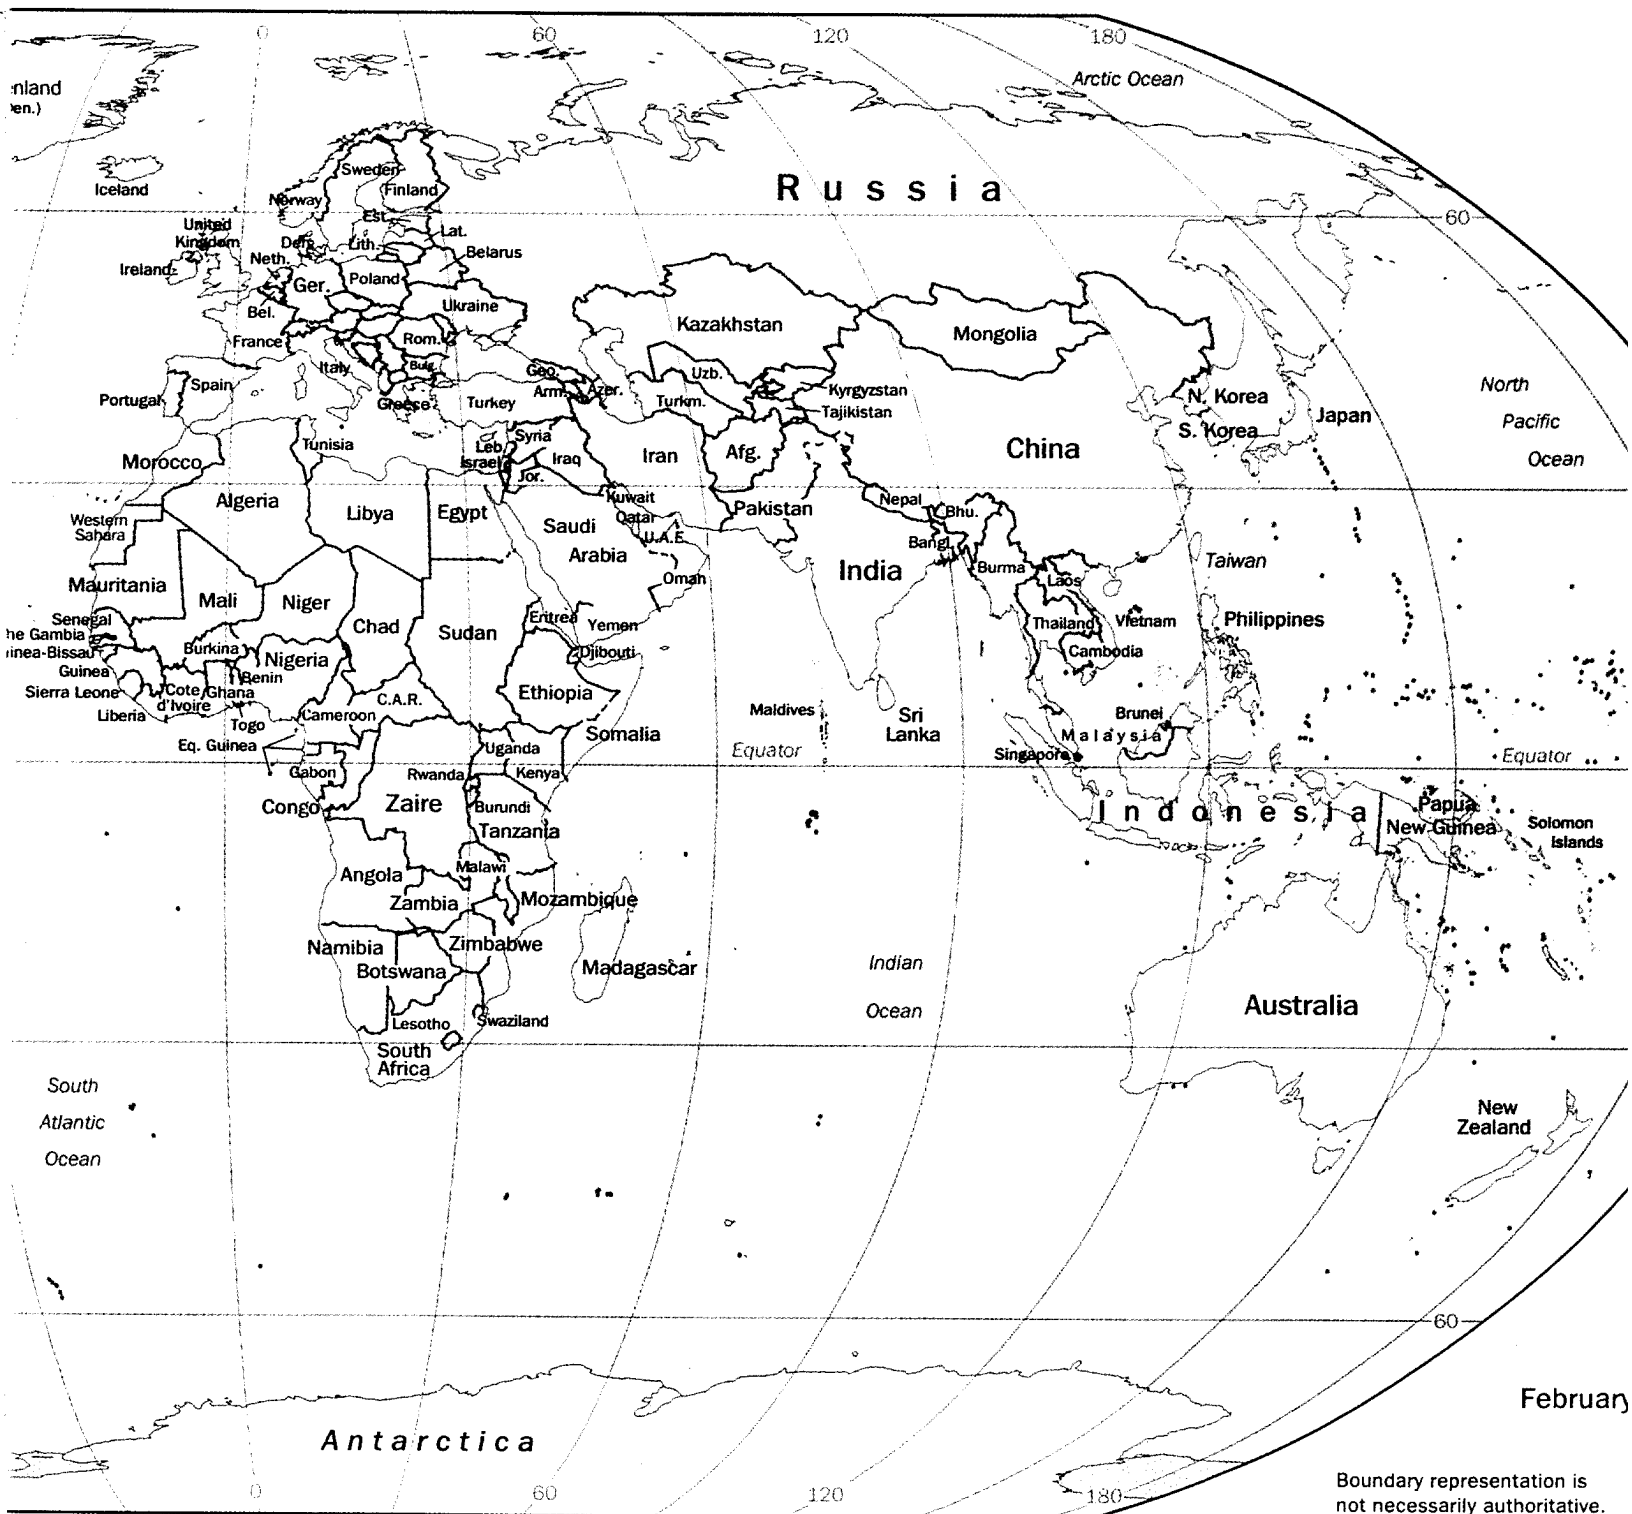 0 60 120 180
Arctic Ocean
enland
Den.)
Iceland
Sweden
Finland
Norway
Russia
60
United
Kingdom
Est.
Lat.
Den.
Lith.
Belarus
Ireland
Neth.
Ger.
Poland
Bel.
Ukraine
France
Rom.
Kazakhstan
Mongolia
Italy
Bulg.
Geo.
Uzb.
Spain
Arm.
Azer.
Kyrgyzstan
Portugal
Greece
Turkey
Turkm.
Tajikistan
N. Korea
Japan
North
Pacific
Ocean
S. Korea
Tunisia
Syria
Leb.
Israel
Iraq
Iran
Afg.
China
Morocco
Jor.
Algeria
Libya
Egypt
Kuwait
Pakistan
Nepal
Bhu.
Western
Sahara
Saudi
Arabia
Qatar
U.A.E.
Bangl.
India
Burma
Taiwan
Mauritania
Mali
Niger
Oman
Laos
Senegal
The Gambia
inea-Bissau
Chad
Sudan
Eritrea
Yemen
Thailand
Vietnam
Philippines
Guinea
Burkina
Nigeria
Djibouti
Cambodia
Sierra Leone
Cote
d'Ivoire
Ghana
Benin
C.A.R.
Ethiopia
Liberia
Togo
Cameroon
Somalia
Maldives
Sri
Lanka
Brunei
Malaysia
Eq. Guinea
Uganda
Equator
Singapore
Equator
Gabon
Rwanda
Kenya
Congo
Zaire
Burundi
Indonesia
Papua
New Guinea
Solomon
Islands
Tanzania
Angola
Malawi
Zambia
Mozambique
Namibia
Zimbabwe
Botswana
Madagascar
Indian
Ocean
Australia
Lesotho
Swaziland
South
Africa
South
Atlantic
Ocean
New
Zealand
60
February
Antarctica
0 60 120 180
Boundary representation is
not necessarily authoritative.